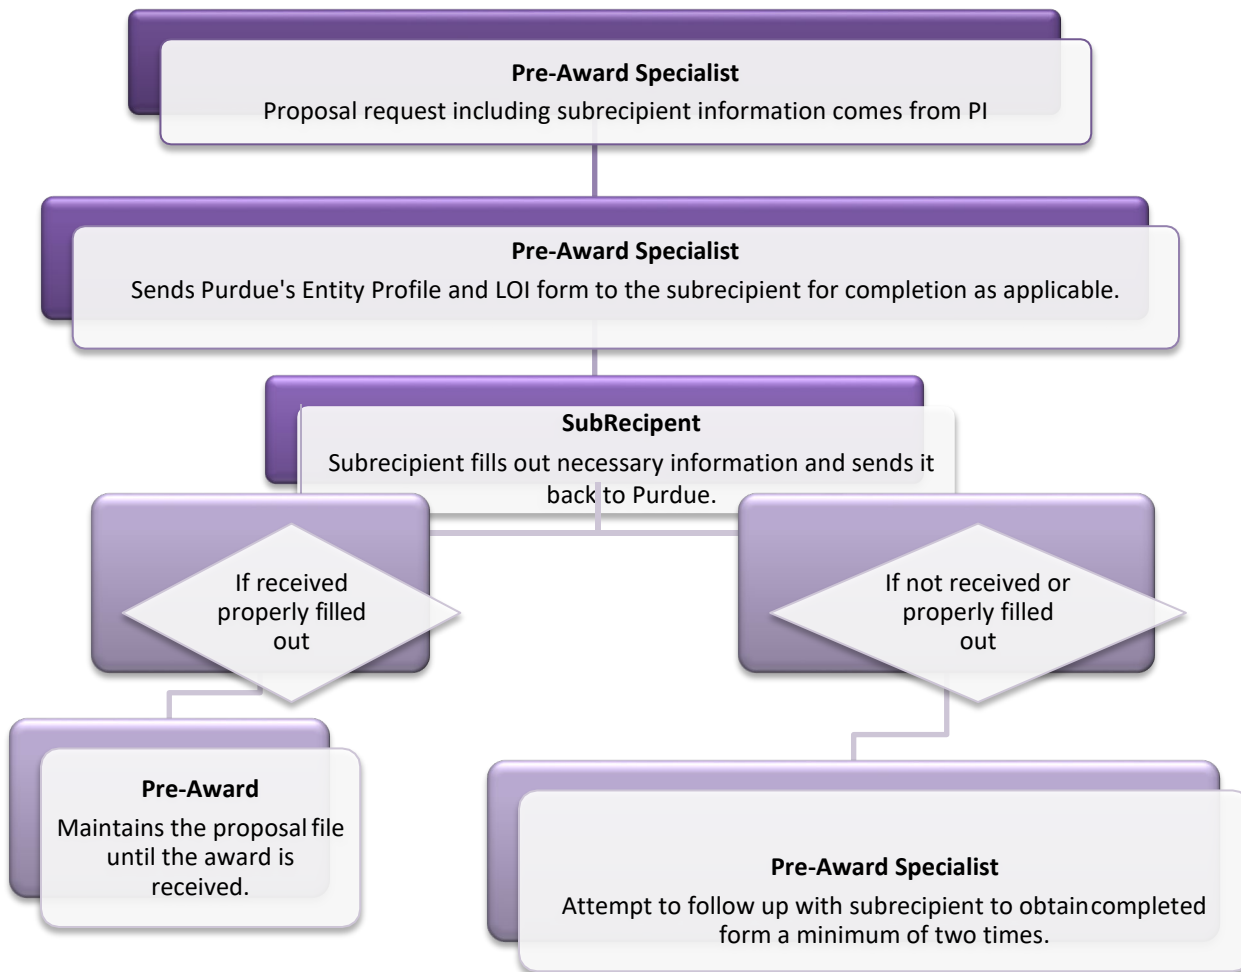 Pre-Award Specialist
Proposal request including subrecipient information comes from PI
Pre-Award Specialist
Sends Purdue's Entity Profile and LOI form to the subrecipient for completion as applicable.
SubRecipent
Subrecipient fills out necessary information and sends it
back to Purdue.
If received
properly filled
out
If not received or
properly filled
out
Pre-Award
Maintains the proposal file
until the award is
received.
Pre-Award Specialist
Attempt to follow up with subrecipient to obtain completed
form a minimum of two times.